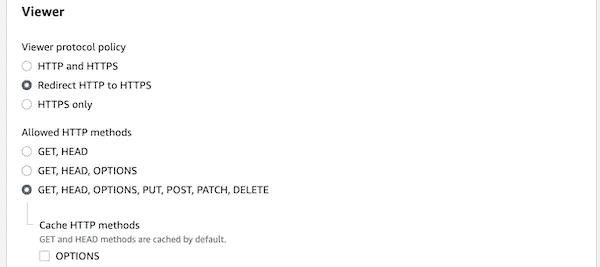 Viewer
Viewer protocol policy
HTTP and HTTPS
Redirect HTTP to HTTPS
HTTPS only
Allowed HTTP methods
GET, HEAD
GET, HEAD, OPTIONS
GET, HEAD, OPTIONS, PUT, POST, PATCH, DELETE
Cache HTTP methods
GET and HEAD methods are cached by default.
OPTIONS